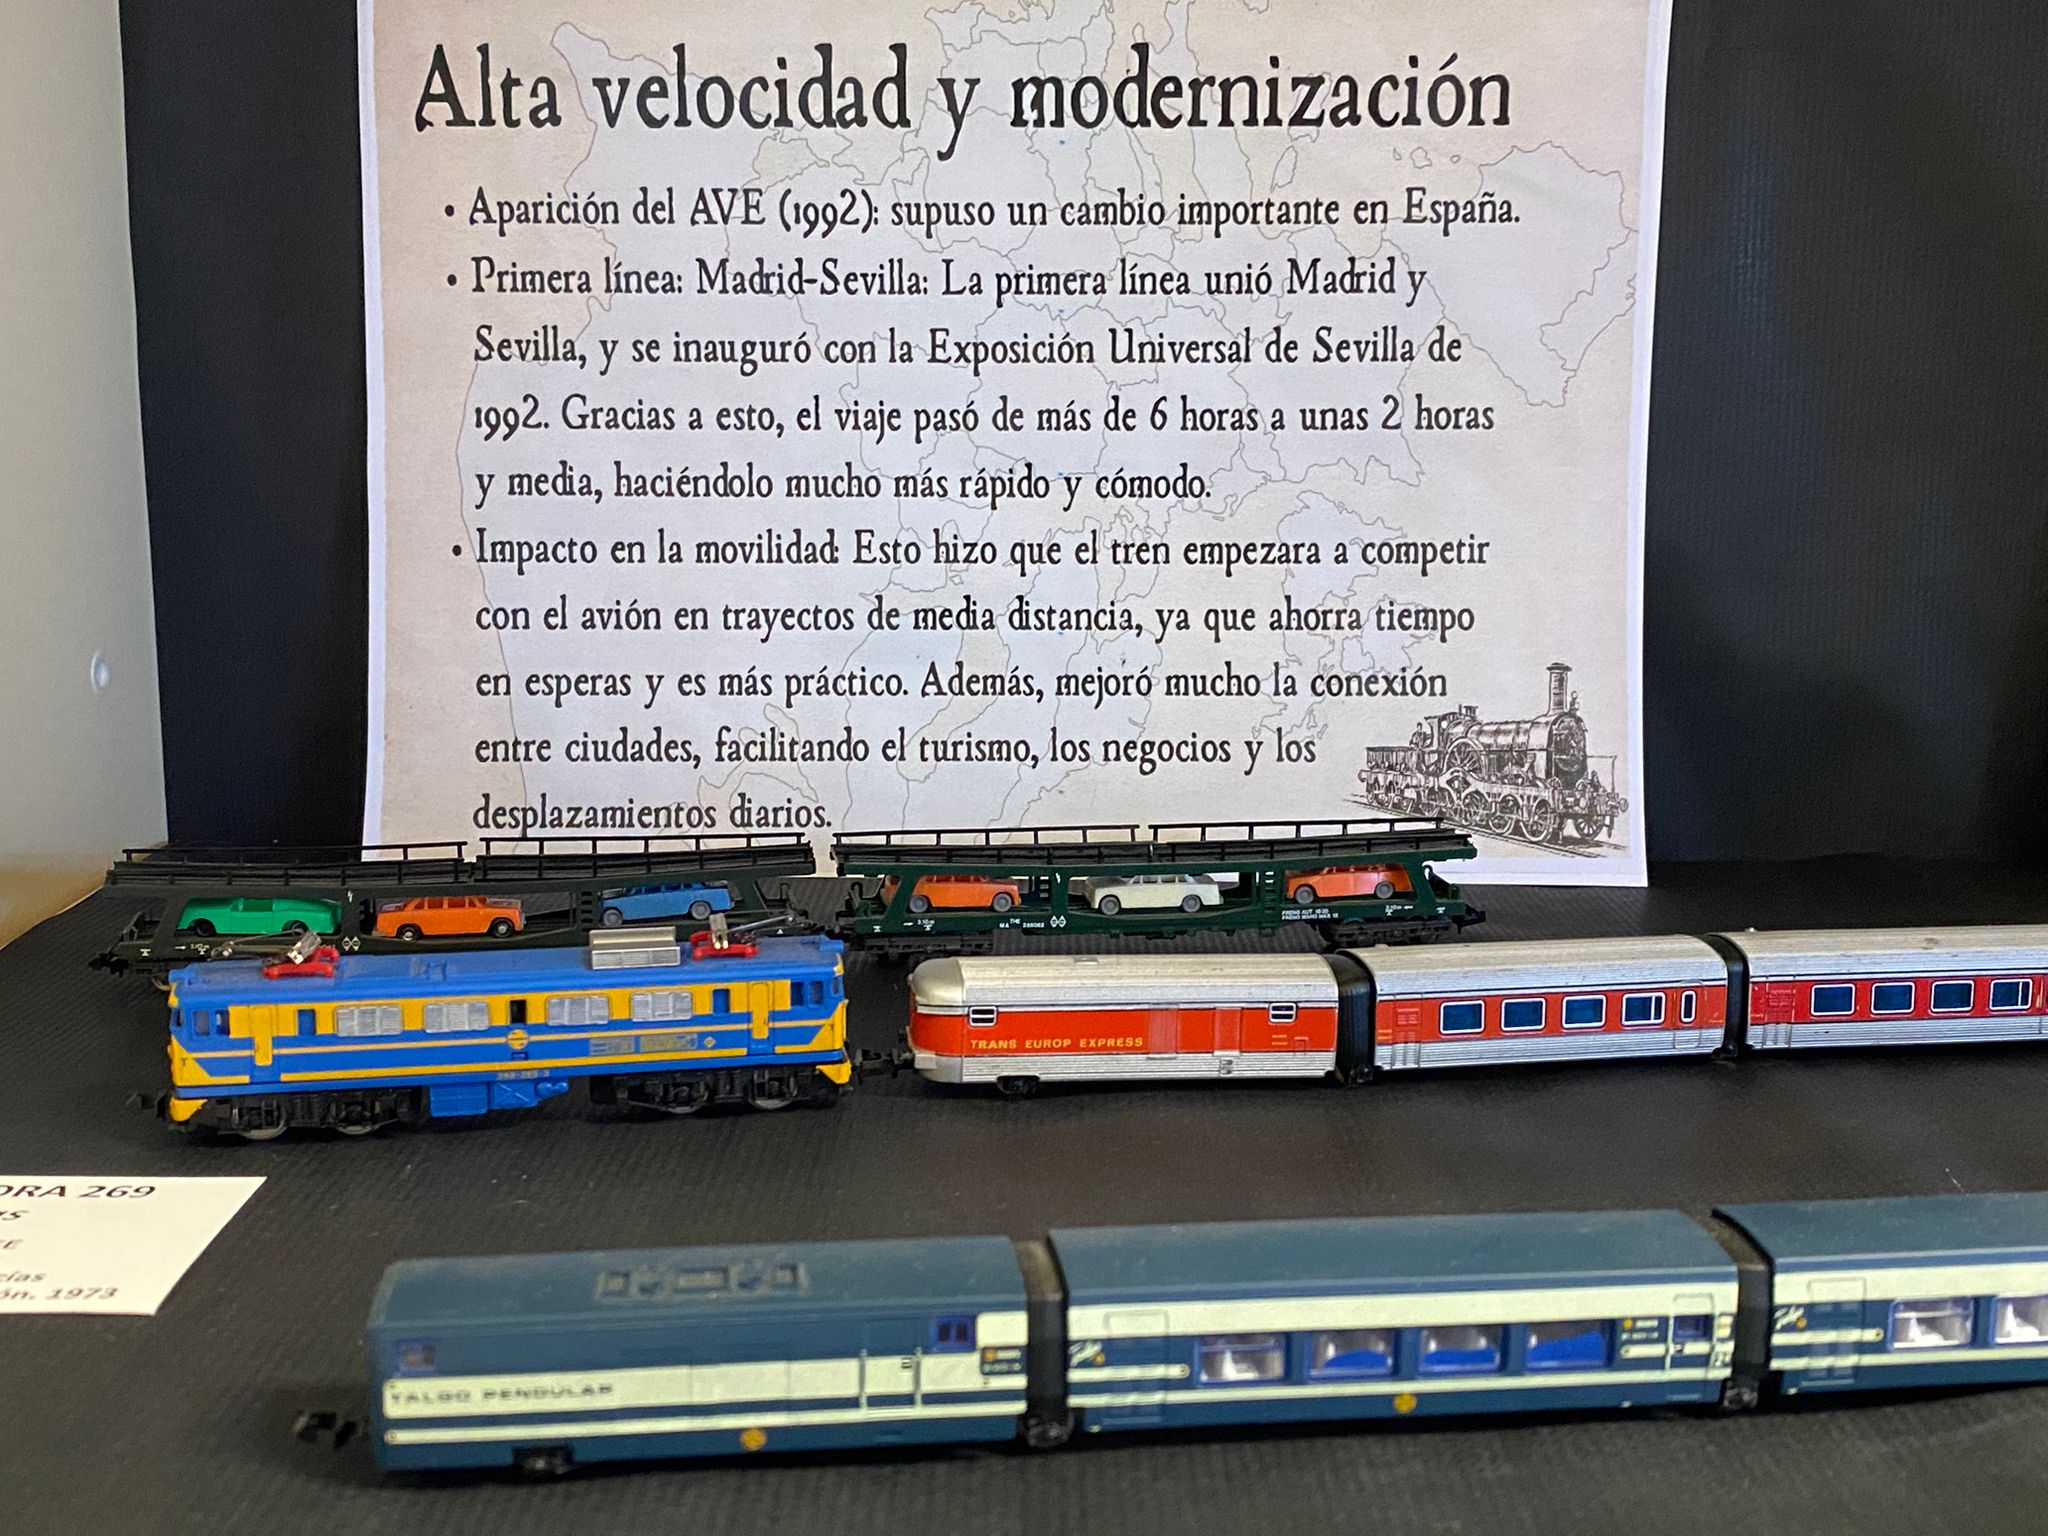 Alta velocidad y modernización
• Aparición del AVE (1992): supuso un cambio importante en España.
• Primera línea: Madrid-Sevilla: La primera línea unió Madrid y
Sevilla, y se inauguró con la Exposición Universal de Sevilla de
1992. Gracias a esto, el viaje pasó de más de 6 horas a unas 2 horas
y media, haciéndolo mucho más rápido y cómodo.
• Impacto en la movilidad: Esto hizo que el tren empezara a competir
con el avión en trayectos de media distancia, ya que ahorra tiempo
en esperas y es más práctico. Además, mejoró mucho la conexión
entre ciudades, facilitando el turismo, los negocios y los
desplazamientos diarios.
TRANS EUROP EXPRESS
269
1973
TALGO PENDULAR